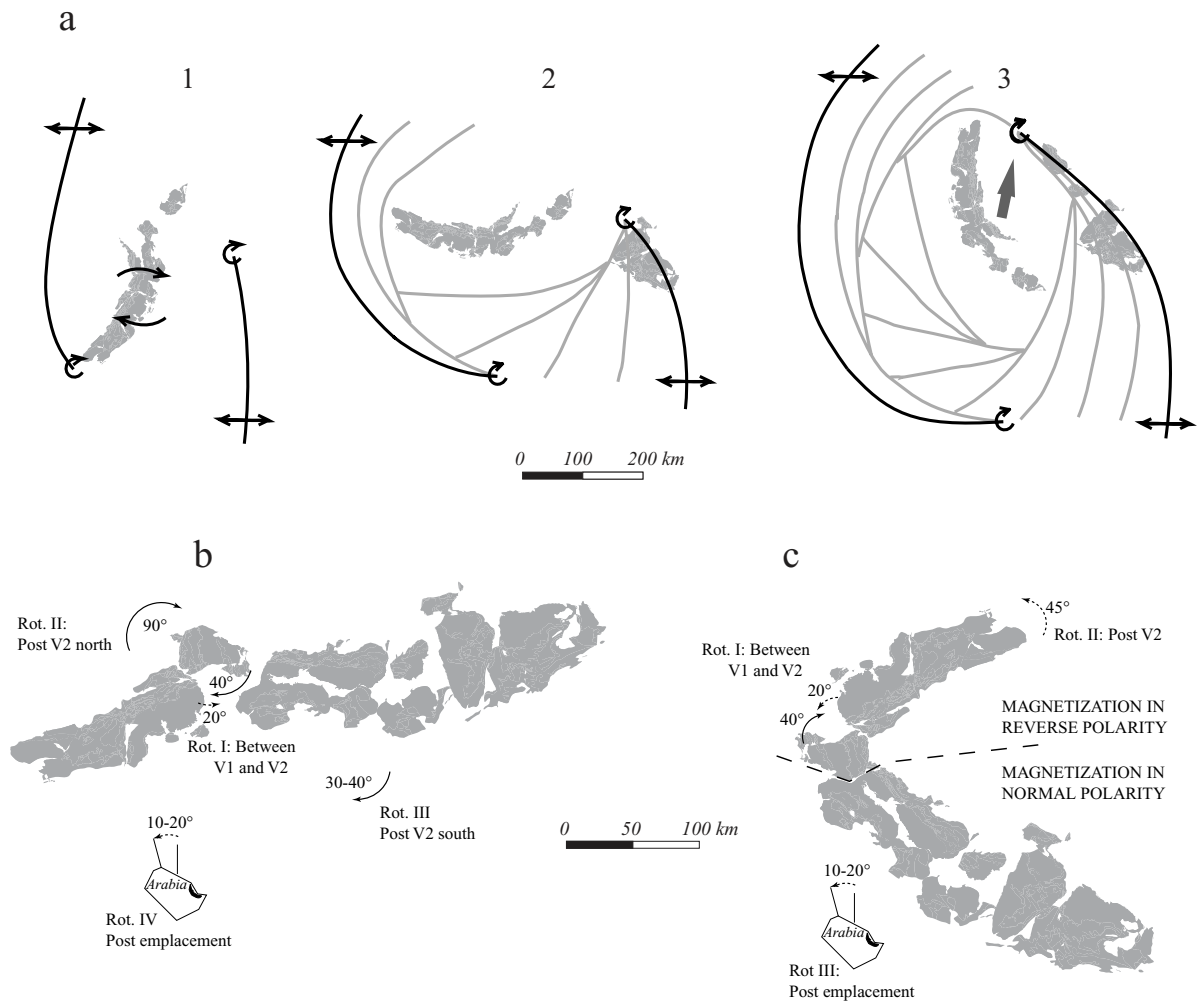 a
1
2
3
0 100 200 km
b
Rot. II:
Post V2 north
90°
40°
20°
Rot. I: Between
V1 and V2
30-40°
Rot. III
Post V2 south
10-20°
Arabia
Rot. IV
Post emplacement
0 50 100 km
c
45°
Rot. II: Post V2
Rot. I: Between
V1 and V2
20°
40°
MAGNETIZATION IN
REVERSE POLARITY
MAGNETIZATION IN
NORMAL POLARITY
10-20°
Arabia
Rot III:
Post emplacement